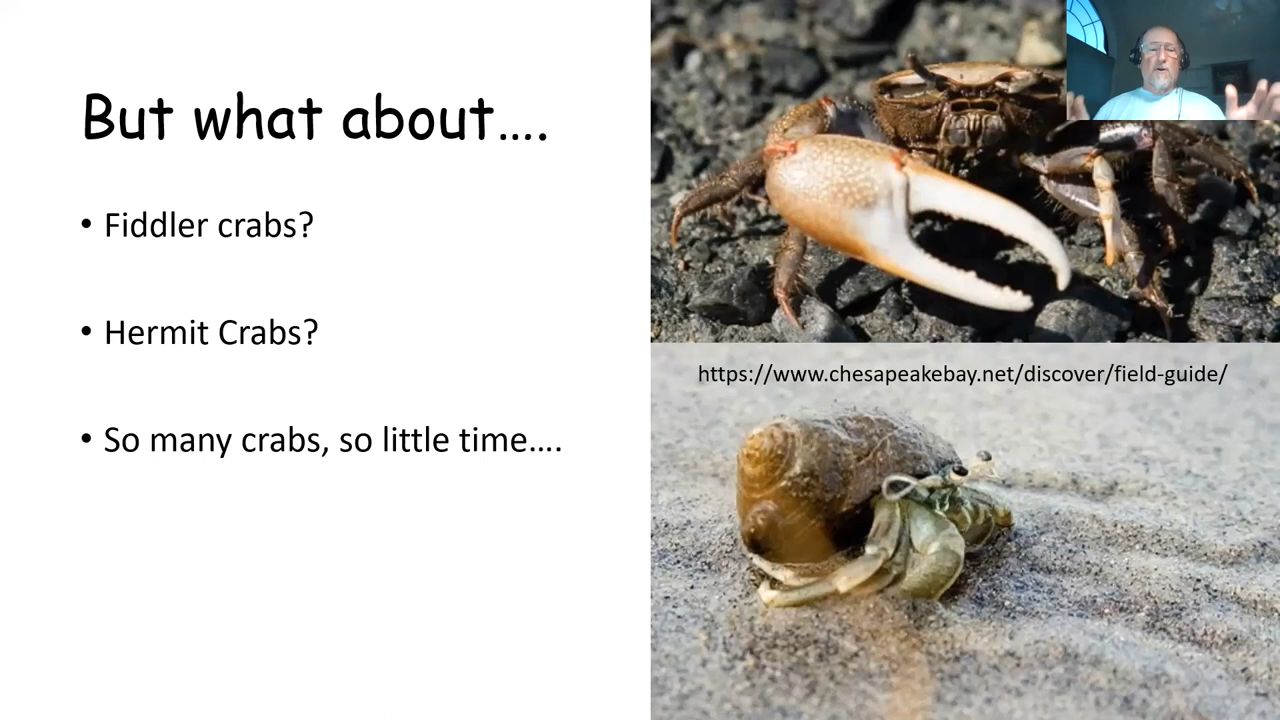 But what about….
• Fiddler crabs?
• Hermit Crabs?
• So many crabs, so little time….
https://www.chesapeakebay.net/discover/field-guide/